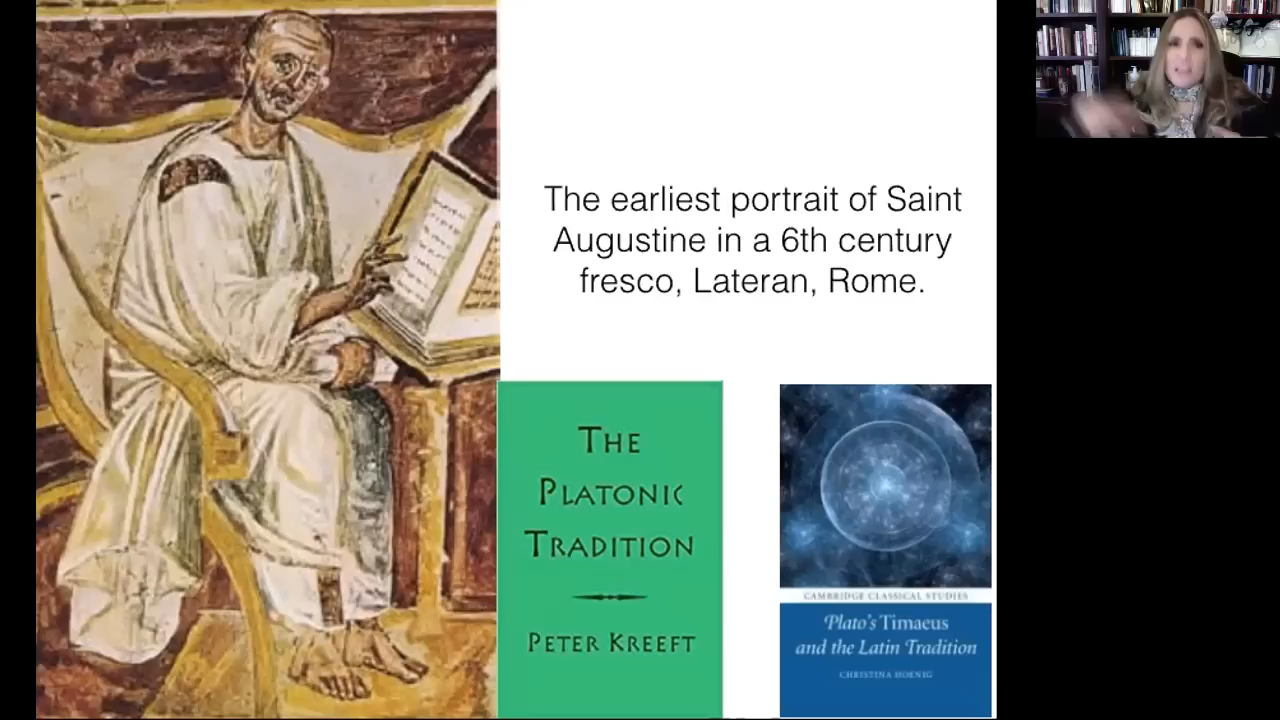 The earliest portrait of Saint
Augustine in a 6th century
fresco, Lateran, Rome.
THE
PLATONIC
TRADITION
PETER KREEFT
CAMBRIDGE CLASSICAL STUDIES
Plato's Timaeus
and the Latin Tradition
CHRISTINA HOENIG